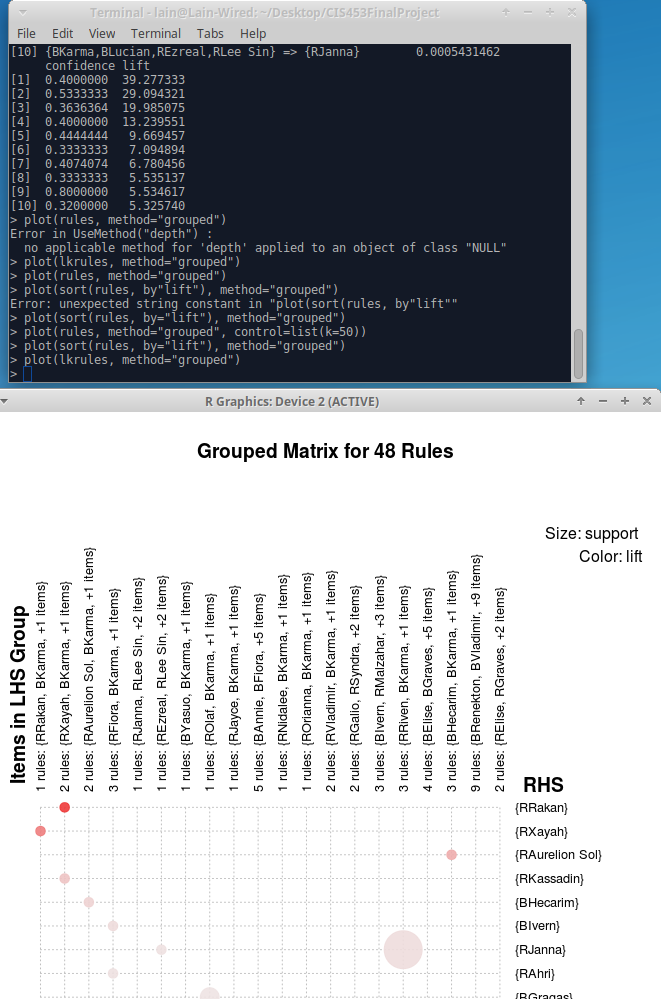 Terminal - lain@Lain-Wired: ~/Desktop/CIS453FinalProject
File Edit View Terminal Tabs Help
[10] {BKarma,BLucian,REzreal,RLee Sin} => {RJanna} 0.0005431462
confidence lift
[1] 0.4000000 39.277333
[2] 0.5333333 29.094321
[3] 0.3636364 19.985075
[4] 0.4000000 13.239551
[5] 0.4444444 9.669457
[6] 0.3333333 7.094894
[7] 0.4074074 6.780456
[8] 0.3333333 5.535137
[9] 0.8000000 5.534617
[10] 0.3200000 5.325740
> plot(rules, method="grouped")
Error in UseMethod("depth") :
no applicable method for 'depth' applied to an object of class "NULL"
> plot(lkrules, method="grouped")
> plot(rules, method="grouped")
> plot(sort(rules, by"lift"), method="grouped")
Error: unexpected string constant in "plot(sort(rules, by"lift""
> plot(sort(rules, by="lift"), method="grouped")
> plot(rules, method="grouped", control=list(k=50))
> plot(sort(rules, by="lift"), method="grouped")
> plot(lkrules, method="grouped")
>
R Graphics: Device 2 (ACTIVE)
Grouped Matrix for 48 Rules
Size: support
Color: lift
Items in LHS Group
1 rules: {RRakan, BKarma, +1 items}
2 rules: {RXayah, BKarma, +1 items}
2 rules: {RAurelion Sol, BKarma, +1 items}
3 rules: {RFiora, BKarma, +1 items}
1 rules: {RJanna, RLee Sin, +2 items}
2 rules: {REzreal, RLee Sin, +2 items}
1 rules: {BYasuo, BKarma, +1 items}
1 rules: {ROlaf, BKarma, +1 items}
1 rules: {RJayce, BKarma, +1 items}
5 rules: {BAnnie, BFiora, +5 items}
1 rules: {RNidalee, BKarma, +1 items}
1 rules: {ROrianna, BKarma, +1 items}
2 rules: {RVladimir, BKarma, +1 items}
2 rules: {RGalio, RSyndra, +2 items}
3 rules: {BIvern, RMalzahar, +3 items}
3 rules: {RRiven, BKarma, +1 items}
4 rules: {BElise, BGraves, +5 items}
3 rules: {BHecarim, BKarma, +1 items}
9 rules: {BRenekton, BVladimir, +9 items}
2 rules: {RElise, RGraves, +2 items}
RHS
{RRakan}
{RXayah}
{RAurelion Sol}
{RKassadin}
{BHecarim}
{BIvern}
{RJanna}
{RAhri}
{BGragas}